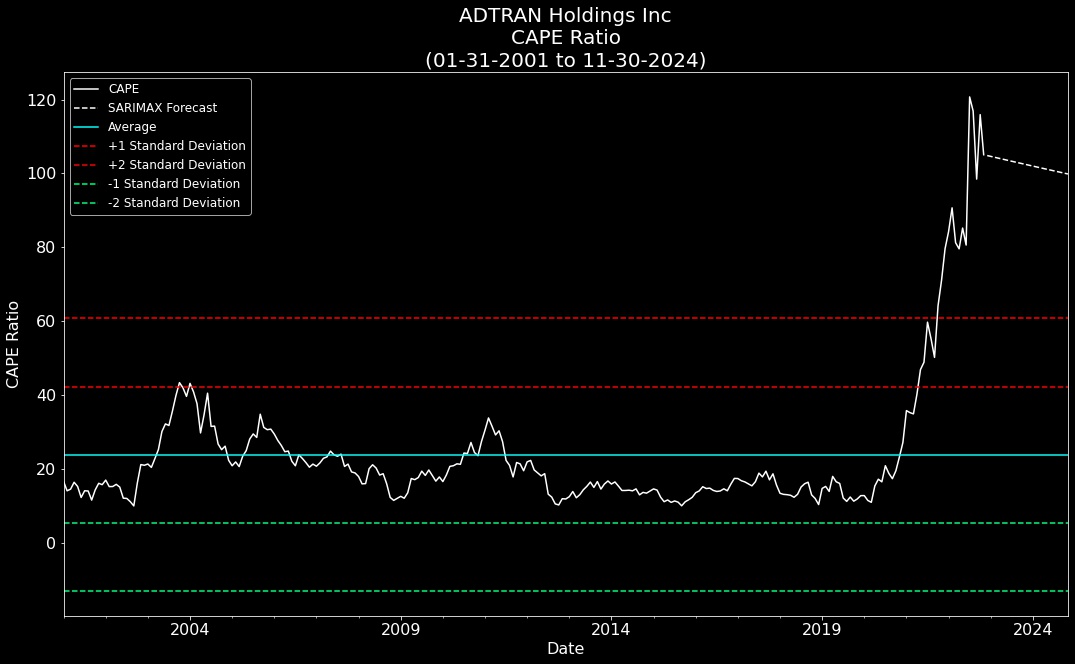 ADTRAN Holdings Inc
CAPE Ratio
(01-31-2001 to 11-30-2024)
CAPE
SARIMAX Forecast
Average
+1 Standard Deviation
+2 Standard Deviation
-1 Standard Deviation
-2 Standard Deviation
CAPE Ratio
120
100
80
60
40
20
0
2004
2009
2014
2019
2024
Date